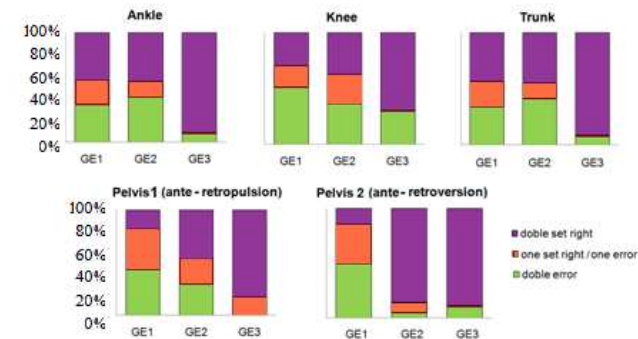 Ankle
Knee
Trunk
100%
80%
60%
40%
20%
0%
GE1 GE2 GE3
GE1 GE2 GE3
GE1 GE2 GE3
Pelvis1 (ante - retropulsion)
Pelvis 2 (ante- retroversion)
100%
80%
60%
40%
20%
0%
GE1 GE2 GE3
GE1 GE2 GE3
doble set right
one set right /one error
doble error